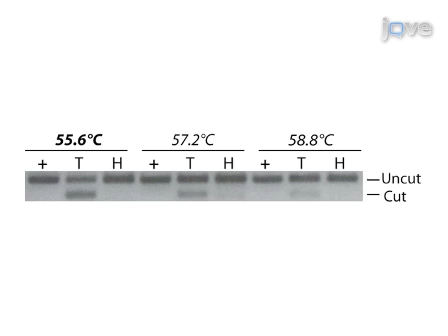 jove
55.6°C 57.2°C 58.8°C
+ T H + T H + T H
Uncut
Cut